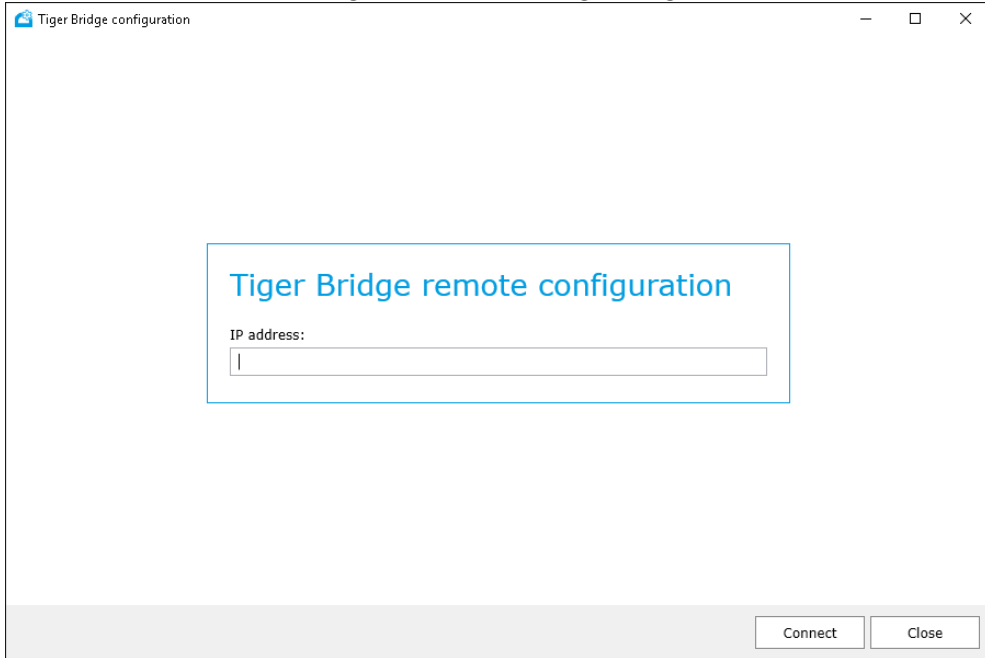 Tiger Bridge configuration
Tiger Bridge remote configuration
IP address:
Connect Close